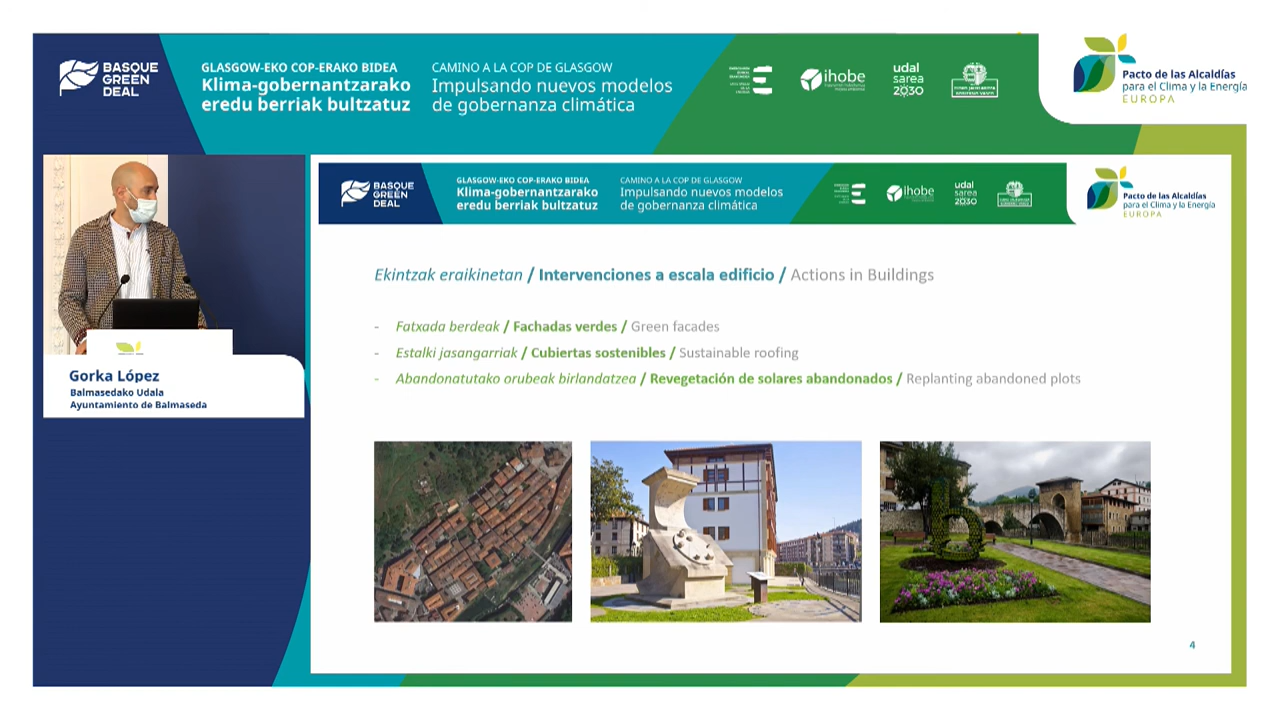 BASQUE
GREEN
DEAL
GLASGOW-EKO COP-ERAKO BIDEA
Klima-gobernantzarako
eredu berriak bultzatuz
CAMINO A LA COP DE GLASGOW
Impulsando nuevos modelos
de gobernanza climática
ihobe
udal
sarea
2030
Pacto de las Alcaldías
para el Clima y la Energía
EUROPA
BASQUE
GREEN
DEAL
GLASGOW-EKO COP-ERAKO BIDEA
Klima-gobernantzarako
eredu berriak bultzatuz
CAMINO A LA COP DE GLASGOW
Impulsando nuevos modelos
de gobernanza climática
ihobe
udal
sarea
2030
Pacto de las Alcaldías
para el Clima y la Energía
EUROPA
Ekintzak eraikinetan / Intervenciones a escala edificio / Actions in Buildings
- Fatxada berdeak / Fachadas verdes / Green facades
- Estalki jasangarriak / Cubiertas sostenibles / Sustainable roofing
- Abandonatutako orubeak birlandatzea / Revegetación de solares abandonados / Replanting abandoned plots
b
4
Gorka López
Balmasedako Udala
Ayuntamiento de Balmaseda